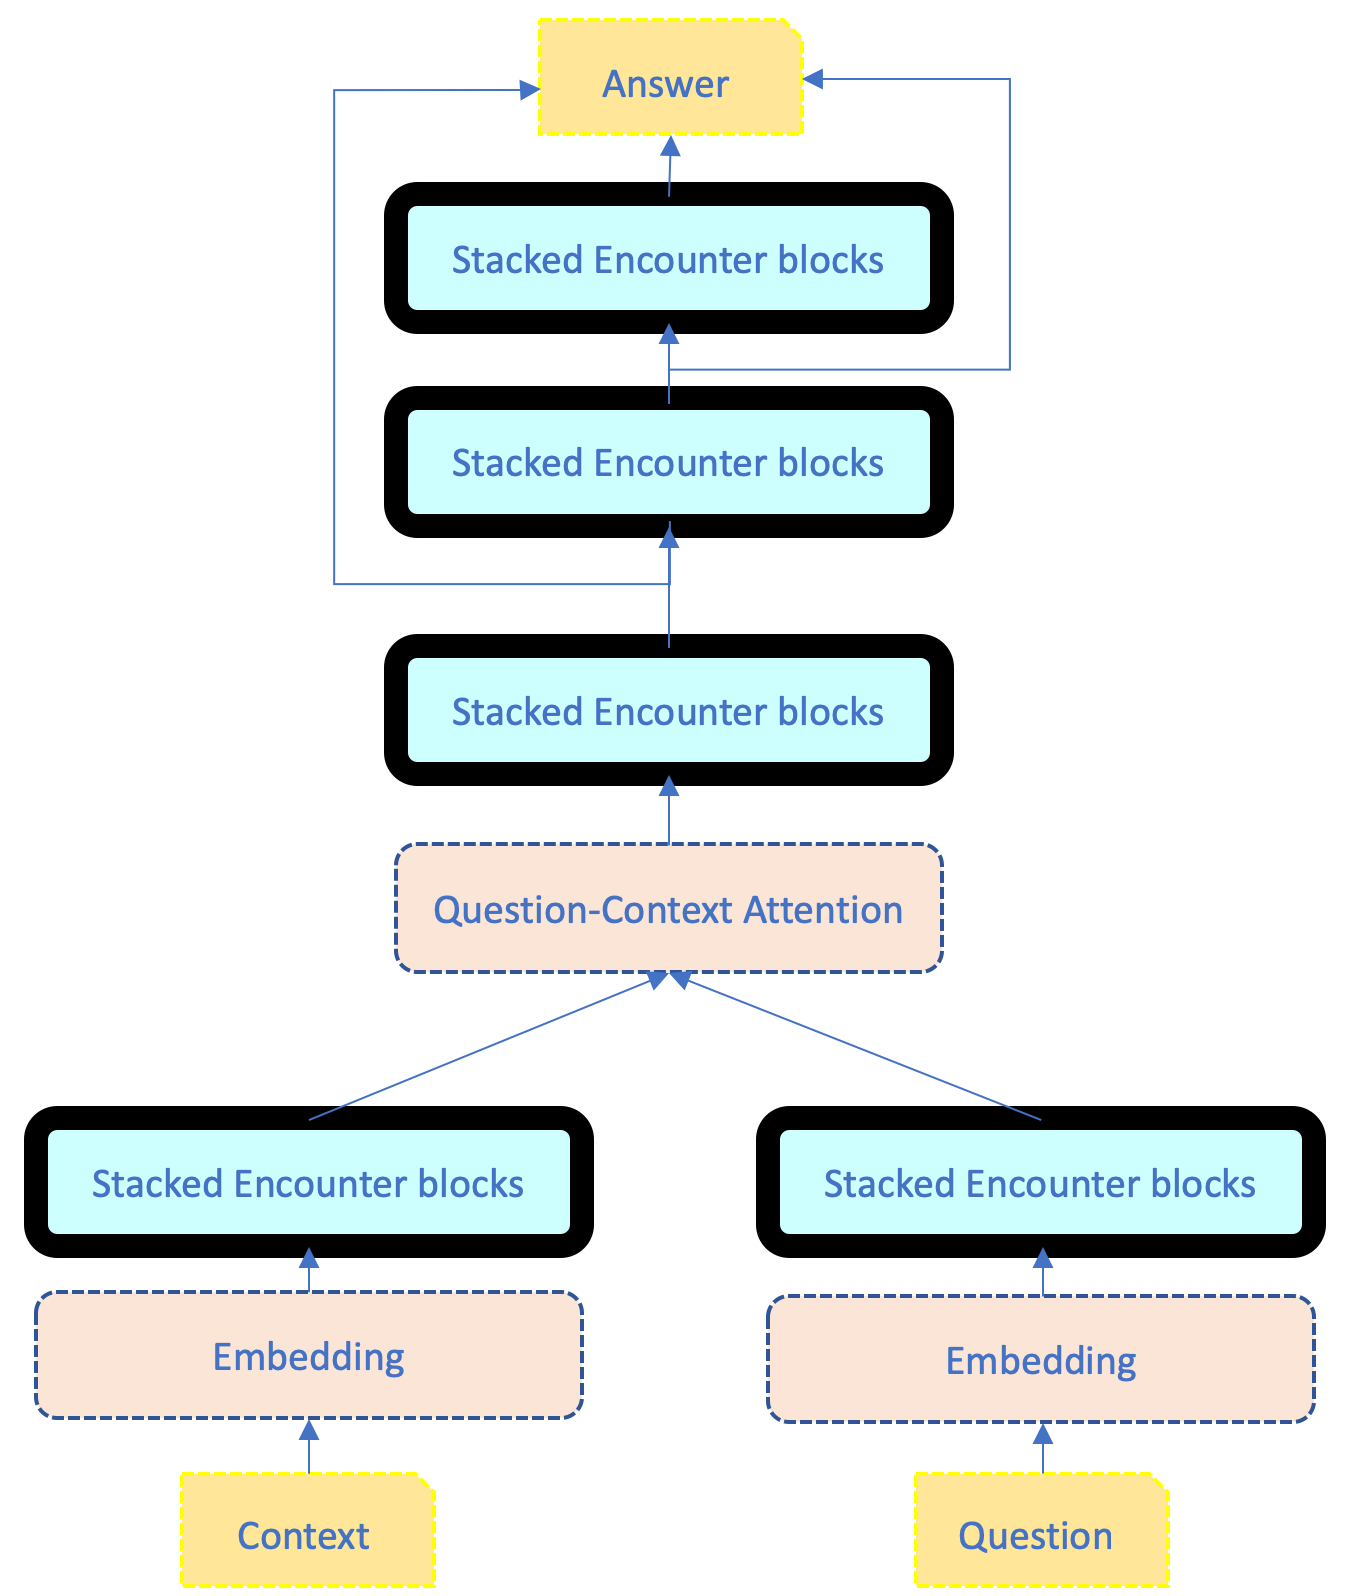 Answer
Stacked Encounter blocks
Stacked Encounter blocks
Stacked Encounter blocks
Question-Context Attention
Stacked Encounter blocks
Stacked Encounter blocks
Embedding
Embedding
Context
Question